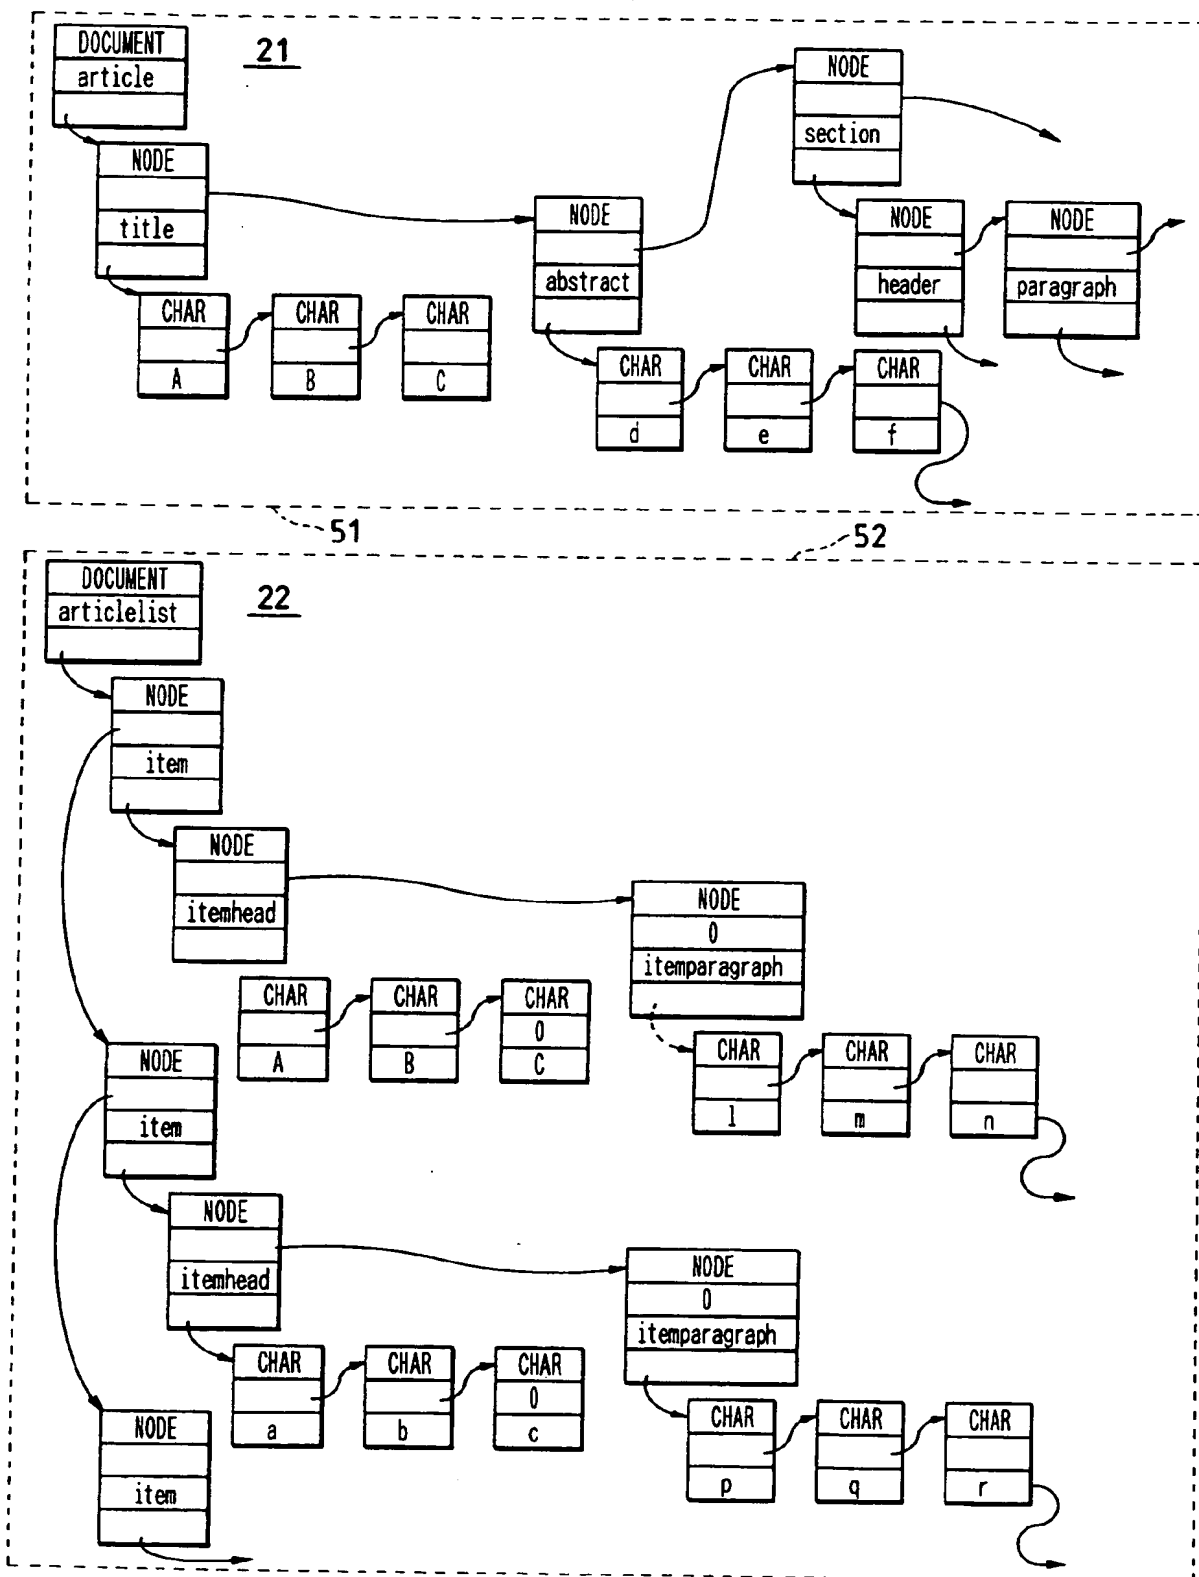 DOCUMENT
article
21
NODE
section
NODE
title
NODE
abstract
NODE
header
NODE
paragraph
CHAR
A
CHAR
B
CHAR
C
CHAR
d
CHAR
e
CHAR
f
51
52
DOCUMENT
articlelist
22
NODE
item
NODE
itemhead
NODE
0
itemparagraph
CHAR
A
CHAR
B
CHAR
0
C
CHAR
l
CHAR
m
CHAR
n
NODE
item
NODE
itemhead
NODE
0
itemparagraph
CHAR
a
CHAR
b
CHAR
0
c
CHAR
p
CHAR
q
CHAR
r
NODE
item